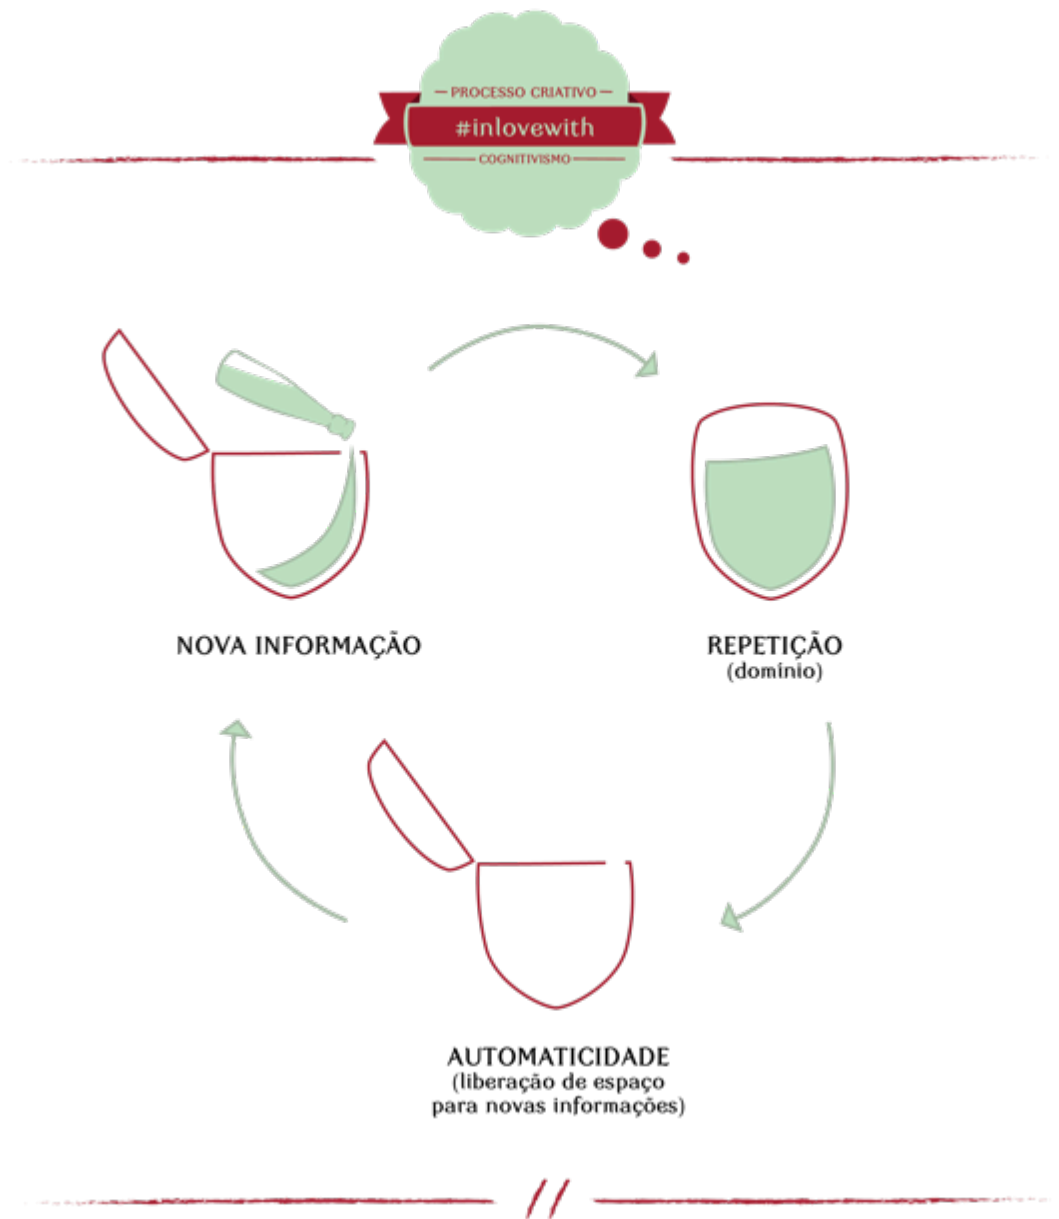 PROCESSO CRIATIVO
#inlovewith
COGNITIVISMO
NOVA INFORMAÇÃO
REPETIÇÃO
(domínio)
AUTOMATICIDADE
(liberação de espaço
para novas informações)